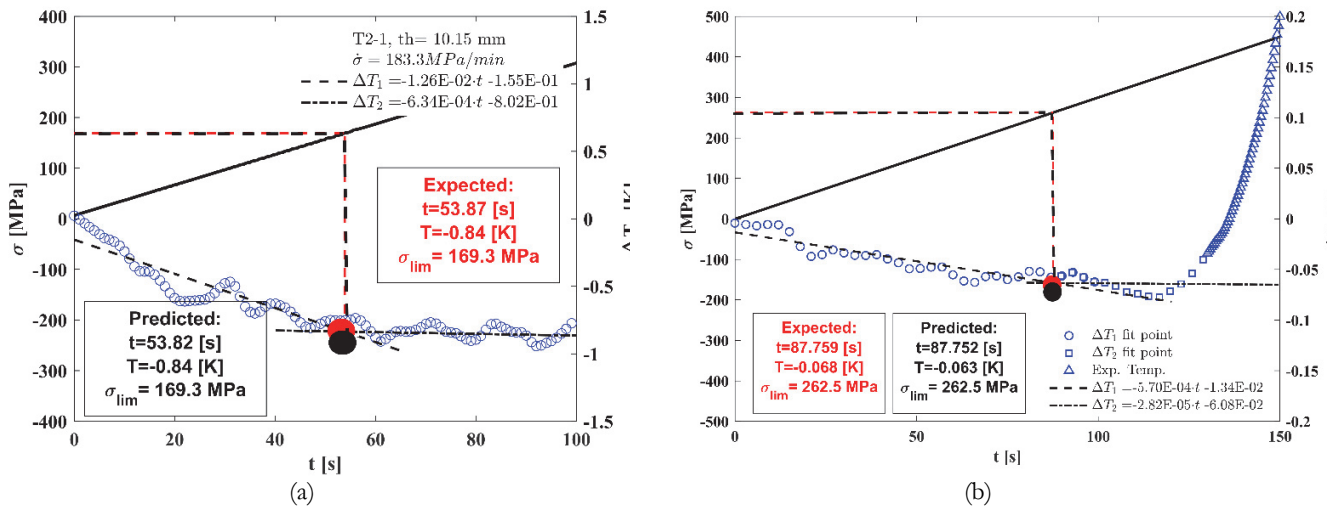 400
300
200
100
0
-100
-200
-300
-400
σ [MPa]
1.5
1
0.5
0
-0.5
-1
-1.5
T2-1, th= 10.15 mm
σ̇ = 183.3MPa/min
ΔT₁ =-1.26E-02·t -1.55E-01
ΔT₂ =-6.34E-04·t -8.02E-01
Expected:
t=53.87 [s]
T=-0.84 [K]
σlim= 169.3 MPa
Predicted:
t=53.82 [s]
T=-0.84 [K]
σlim= 169.3 MPa
0 20 40 60 80 100
t [s]
(a)
500
400
300
200
100
0
-100
-200
-300
-400
500
σ [MPa]
0.2
0.15
0.1
0.05
0
-0.05
-0.1
-0.15
-0.2
Expected:
t=87.759 [s]
T=-0.068 [K]
σlim= 262.5 MPa
Predicted:
t=87.752 [s]
T=-0.063 [K]
σlim= 262.5 MPa
ΔT₁ fit point
ΔT₂ fit point
Exp. Temp.
ΔT₁ =-5.70E-04·t -1.34E-02
ΔT₂ =-2.82E-05·t -6.08E-02
0 50 100 150
t [s]
(b)